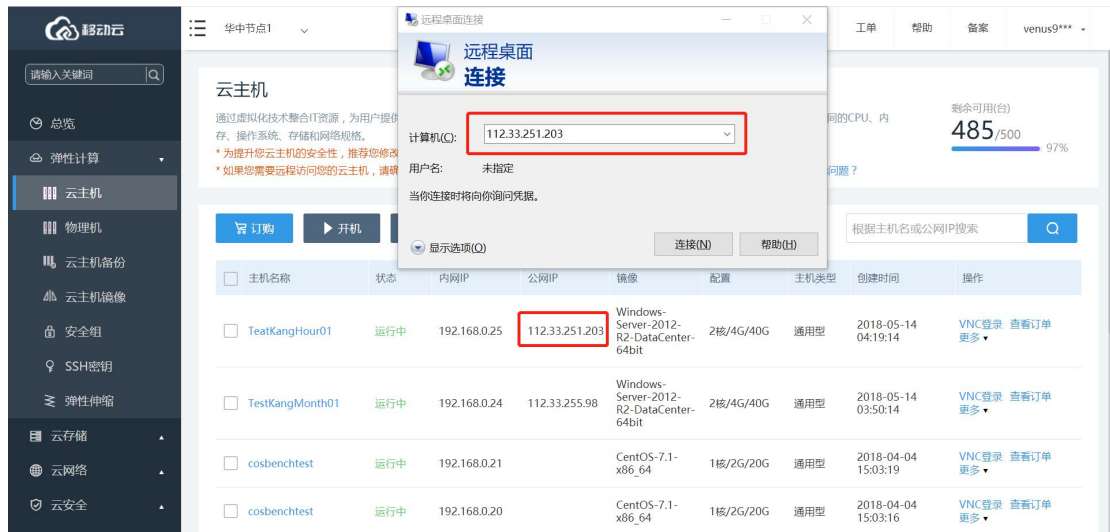 移动云
华中节点1
工单
帮助
备案
venus9***
请输入关键词
总览
弹性计算
云主机
物理机
云主机备份
云主机镜像
安全组
SSH密钥
弹性伸缩
云存储
云网络
云安全
远程桌面连接
远程桌面
连接
计算机(C):
112.33.251.203
用户名:
未指定
当你连接时将向你询问凭据。
显示选项(O)
连接(N)
帮助(H)
云主机
通过虚拟化技术整合IT资源，为用户提供
同的CPU、内
存、操作系统、存储和网络规格。
* 为提升您云主机的安全性，推荐您修改
* 如果您需要远程访问您的云主机，请确
问题？
剩余可用(台)
485/500
97%
订购
开机
根据主机名或公网IP搜索
主机名称 状态 内网IP 公网IP 镜像 配置 主机类型 创建时间 操作
TeatKangHour01
运行中
192.168.0.25
112.33.251.203
Windows-
Server-2012-
R2-DataCenter-
64bit
2核/4G/40G
通用型
2018-05-14
04:19:14
VNC登录 查看订单
更多
TestKangMonth01
运行中
192.168.0.24
112.33.255.98
Windows-
Server-2012-
R2-DataCenter-
64bit
2核/4G/40G
通用型
2018-05-14
03:50:14
VNC登录 查看订单
更多
cosbenchtest
运行中
192.168.0.21
CentOS-7.1-
x86_64
1核/2G/20G
通用型
2018-04-04
15:03:19
VNC登录 查看订单
更多
cosbenchtest
运行中
192.168.0.20
CentOS-7.1-
x86_64
1核/2G/20G
通用型
2018-04-04
15:03:16
VNC登录 查看订单
更多